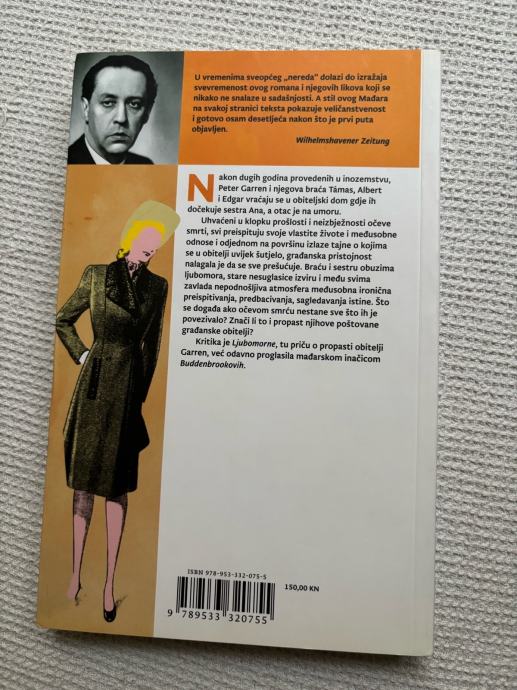 U vremenima sveopćeg „nereda” dolazi do izražaja
svevremenost ovog romana i njegovih likova koji se
nikako ne snalaze u sadašnjosti. A stil ovog Mađara
na svakoj stranici teksta pokazuje veličanstvenost
i gotovo osam desetljeća nakon što je prvi puta
objavljen.
Wilhelmshavener Zeitung
Nakon dugih godina provedenih u inozemstvu,
Peter Garren i njegova braća Támas, Albert
i Edgar vraćaju se u obiteljski dom gdje ih
dočekuje sestra Ana, a otac je na umoru.
Uhvaćeni u klopku prošlosti i neizbježnosti očeve
smrti, svi preispituju svoje vlastite živote i međusobne
odnose i odjednom na površinu izlaze tajne o kojima
se u obitelji uvijek šutjelo, građanska pristojnost
nalagala je da se sve prešućuje. Braću i sestru obuzima
ljubomora, stare nesuglasice izviru i među svima
zavlada nepodnošljiva atmosfera međusobna ironična
preispitivanja, predbacivanja, sagledavanja istine. Što
se događa ako očevom smrću nestane sve što ih je
povezivalo? Znači li to i propast njihove poštovane
građanske obitelji?
Kritika je Ljubomorne, tu priču o propasti obitelji
Garren, već odavno proglasila mađarskom inačicom
Buddenbrookovih.
ISBN 978-953-332-075-5
150,00 KN
9 789533 320755